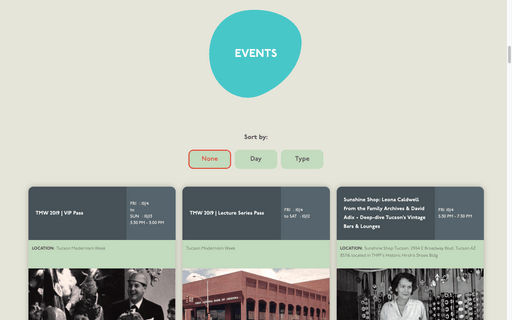 EVENTS
Sort by:
None Day Type
TMW 2019 | VIP Pass
FRI : 10/4
to
SUN : 10/13
5:30 PM - 5:00 PM
LOCATION: Tucson Modernism Week
TMW 2019 | Lecture Series Pass
FRI : 10/4
to SAT : 10/12
Tucson Modernism Week
Sunshine Shop: Leona Caldwell
from the Family Archives & David
Adix + Deep-dive Tucson's Vintage
Bars & Lounges
FRI 10/4
5:30 PM - 7:30 PM
LOCATION: Sunshine Shop Tucson, 2934 E Broadway Blvd, Tucson AZ
85716 located in THPF's Historic Hirsh's Shoes Bldg